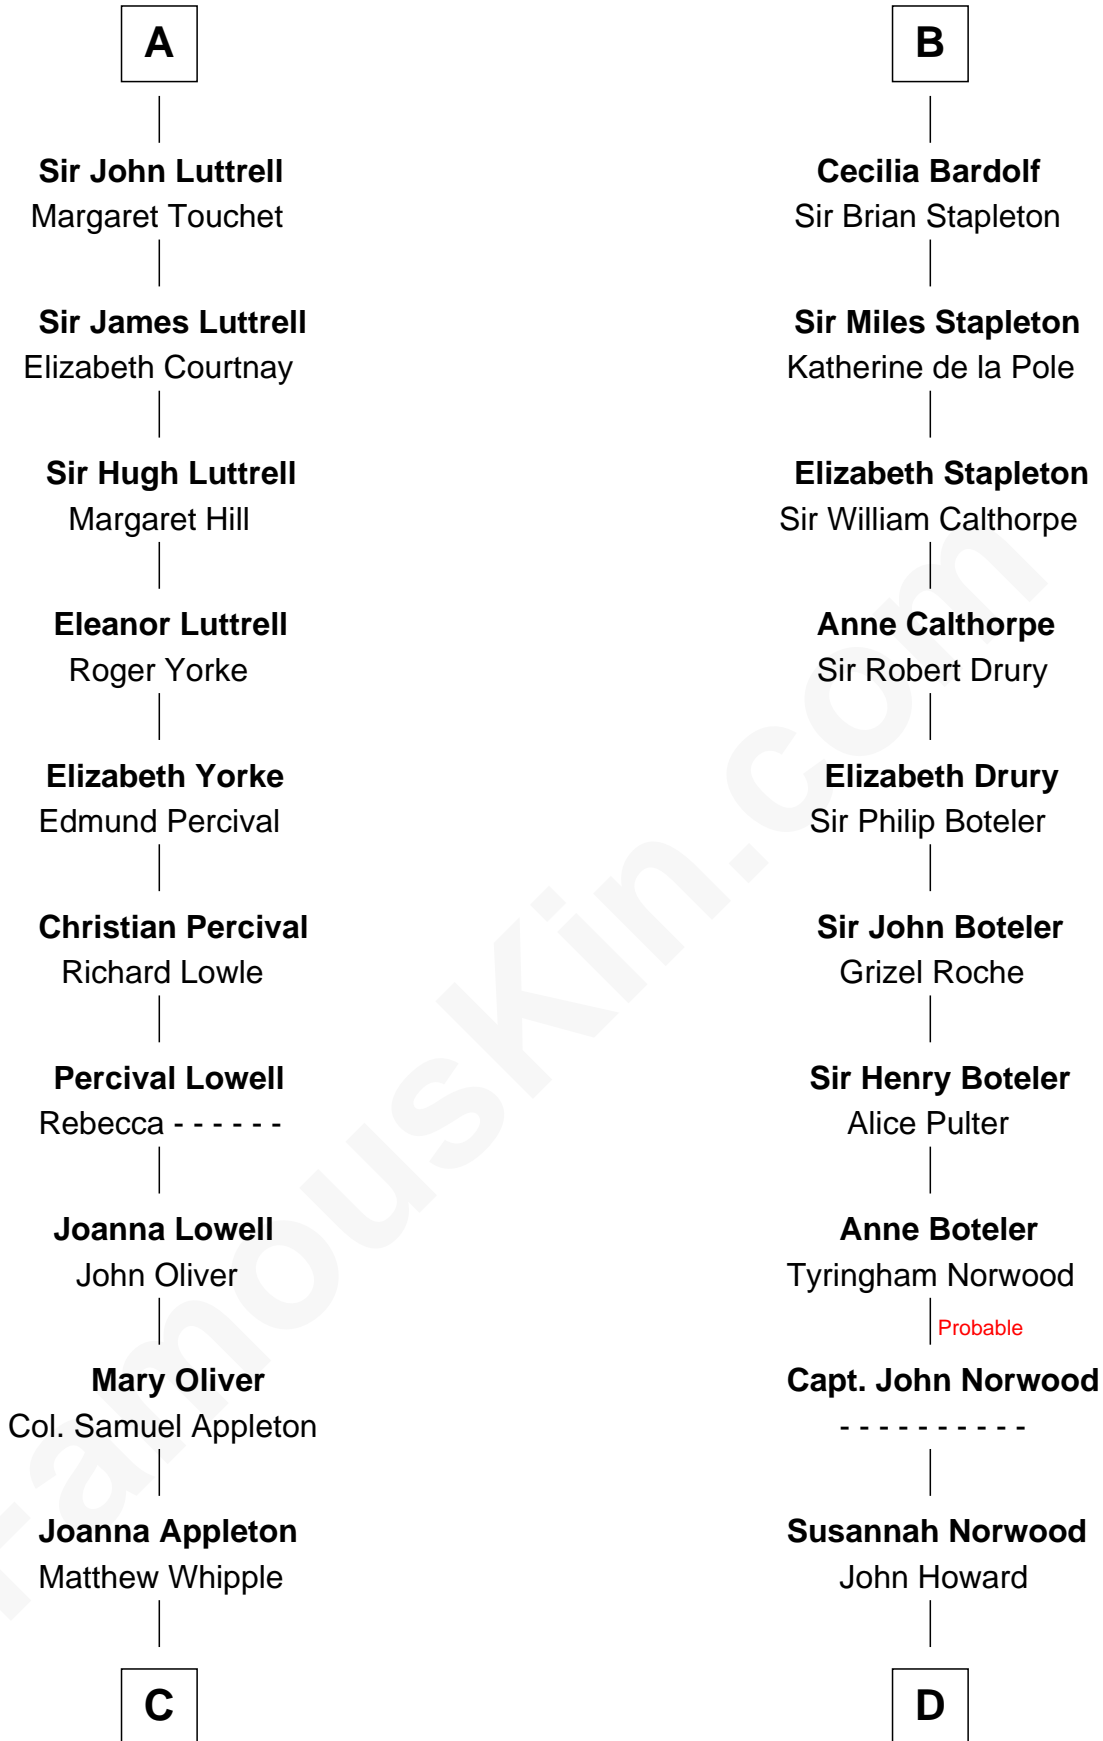 A
Sir John Luttrell
Margaret Touchet
Sir James Luttrell
Elizabeth Courtnay
Sir Hugh Luttrell
Margaret Hill
Eleanor Luttrell
Roger Yorke
Elizabeth Yorke
Edmund Percival
Christian Percival
Richard Lowle
Percival Lowell
Rebecca - - - - - -
Joanna Lowell
John Oliver
Mary Oliver
Col. Samuel Appleton
Joanna Appleton
Matthew Whipple
C
B
Cecilia Bardolf
Sir Brian Stapleton
Sir Miles Stapleton
Katherine de la Pole
Elizabeth Stapleton
Sir William Calthorpe
Anne Calthorpe
Sir Robert Drury
Elizabeth Drury
Sir Philip Boteler
Sir John Boteler
Grizel Roche
Sir Henry Boteler
Alice Pulter
Anne Boteler
Tyringham Norwood
Probable
Capt. John Norwood
- - - - - - - - - -
Susannah Norwood
John Howard
D
FamousKin.com